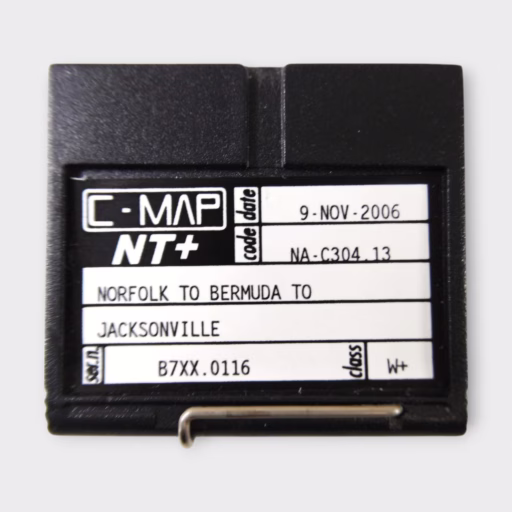 C-MAP
NT+
date 9-NOV-2006
code NA-C304.13
NORFOLK TO BERMUDA TO
JACKSONVILLE
ser.n. B7XX.0116 class W+